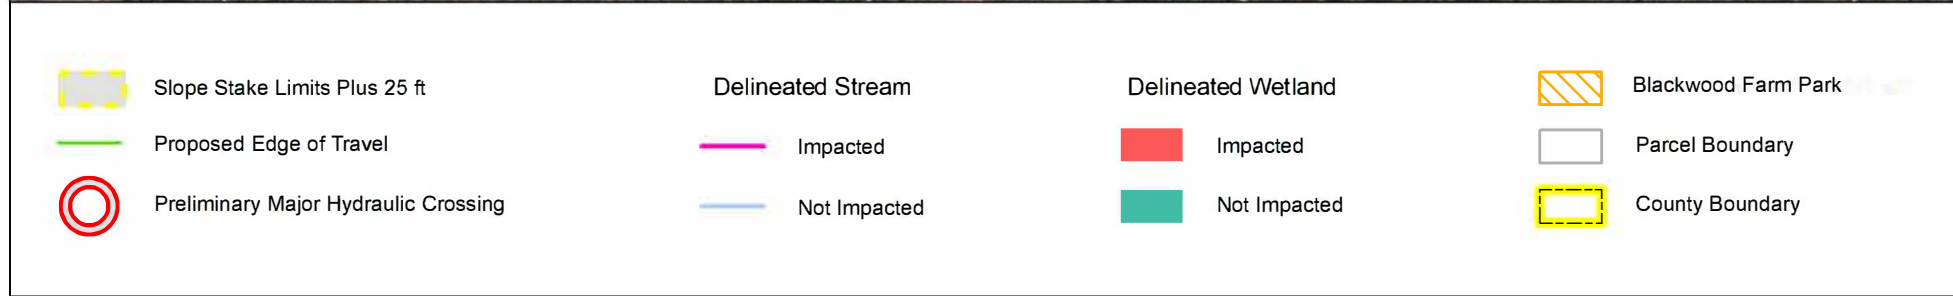 Slope Stake Limits Plus 25 ft
Proposed Edge of Travel
Preliminary Major Hydraulic Crossing
Delineated Stream
Impacted
Not Impacted
Delineated Wetland
Impacted
Not Impacted
Blackwood Farm Park
Parcel Boundary
County Boundary